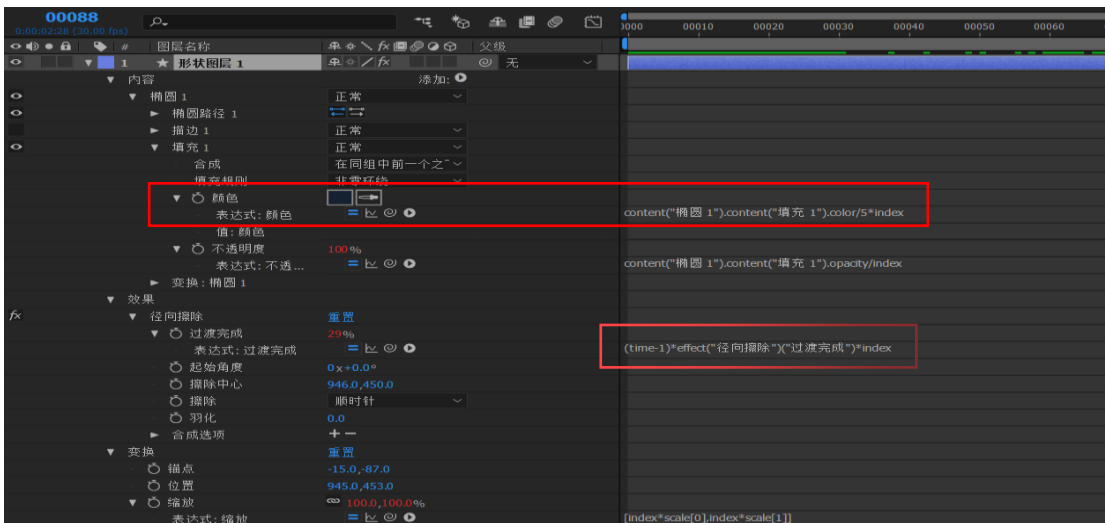 00088
0:00:02:28 (30.00 fps)
0000 00010 00020 00030 00040 00050 00060
# 图层名称 fx 父级
1 ★ 形状图层 1 fx 无
内容 添加:
椭圆 1 正常
椭圆路径 1
描边 1 正常
填充 1 正常
合成 在同组中前一个之
填充规则 非零环绕
颜色
表达式: 颜色 content("椭圆 1").content("填充 1").color/5*index
值: 颜色
不透明度 100%
表达式: 不透... content("椭圆 1").content("填充 1").opacity/index
变换: 椭圆 1
效果
fx 径向擦除 重置
过渡完成 29%
表达式: 过渡完成 (time-1)*effect("径向擦除")("过渡完成")*index
起始角度 0x+0.0°
擦除中心 946.0,450.0
擦除 顺时针
羽化 0.0
合成选项 + −
变换 重置
锚点 -15.0,-87.0
位置 945.0,453.0
缩放 100.0,100.0%
表达式: 缩放 [index*scale[0],index*scale[1]]